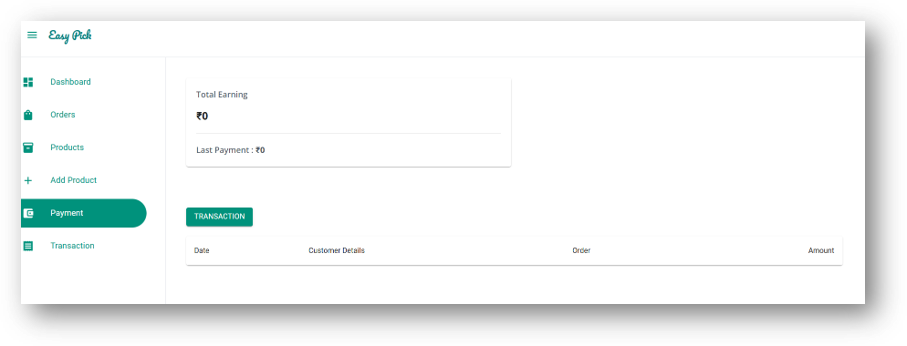 Easy Pick
Dashboard
Orders
Products
Add Product
Payment
Transaction
Total Earning
₹0
Last Payment : ₹0
TRANSACTION
Date Customer Details Order Amount